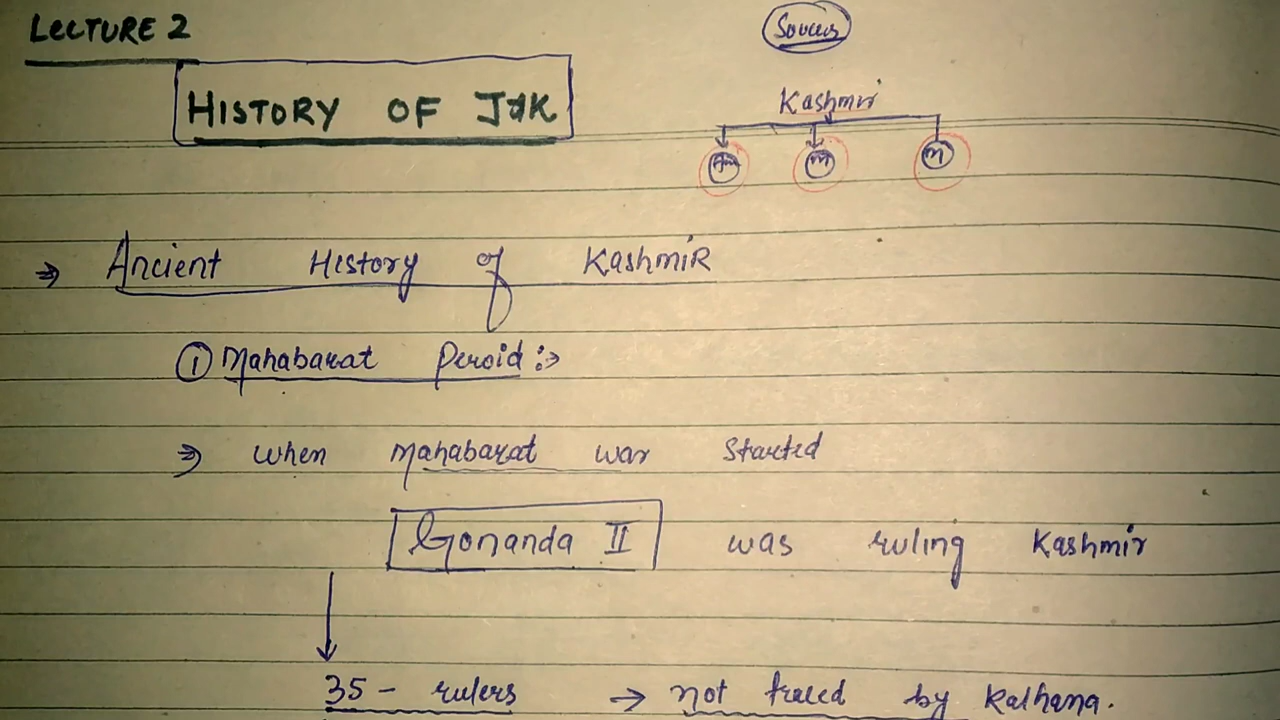 LECTURE 2
Sources
HISTORY OF J&K
Kashmir
M
M
⇒ Ancient History of Kashmir
① Mahabarat Peroid :→
⇒ when Mahabarat war started
Gonanda II was ruling Kashmir
35 - rulers → not traced by Kalhana.